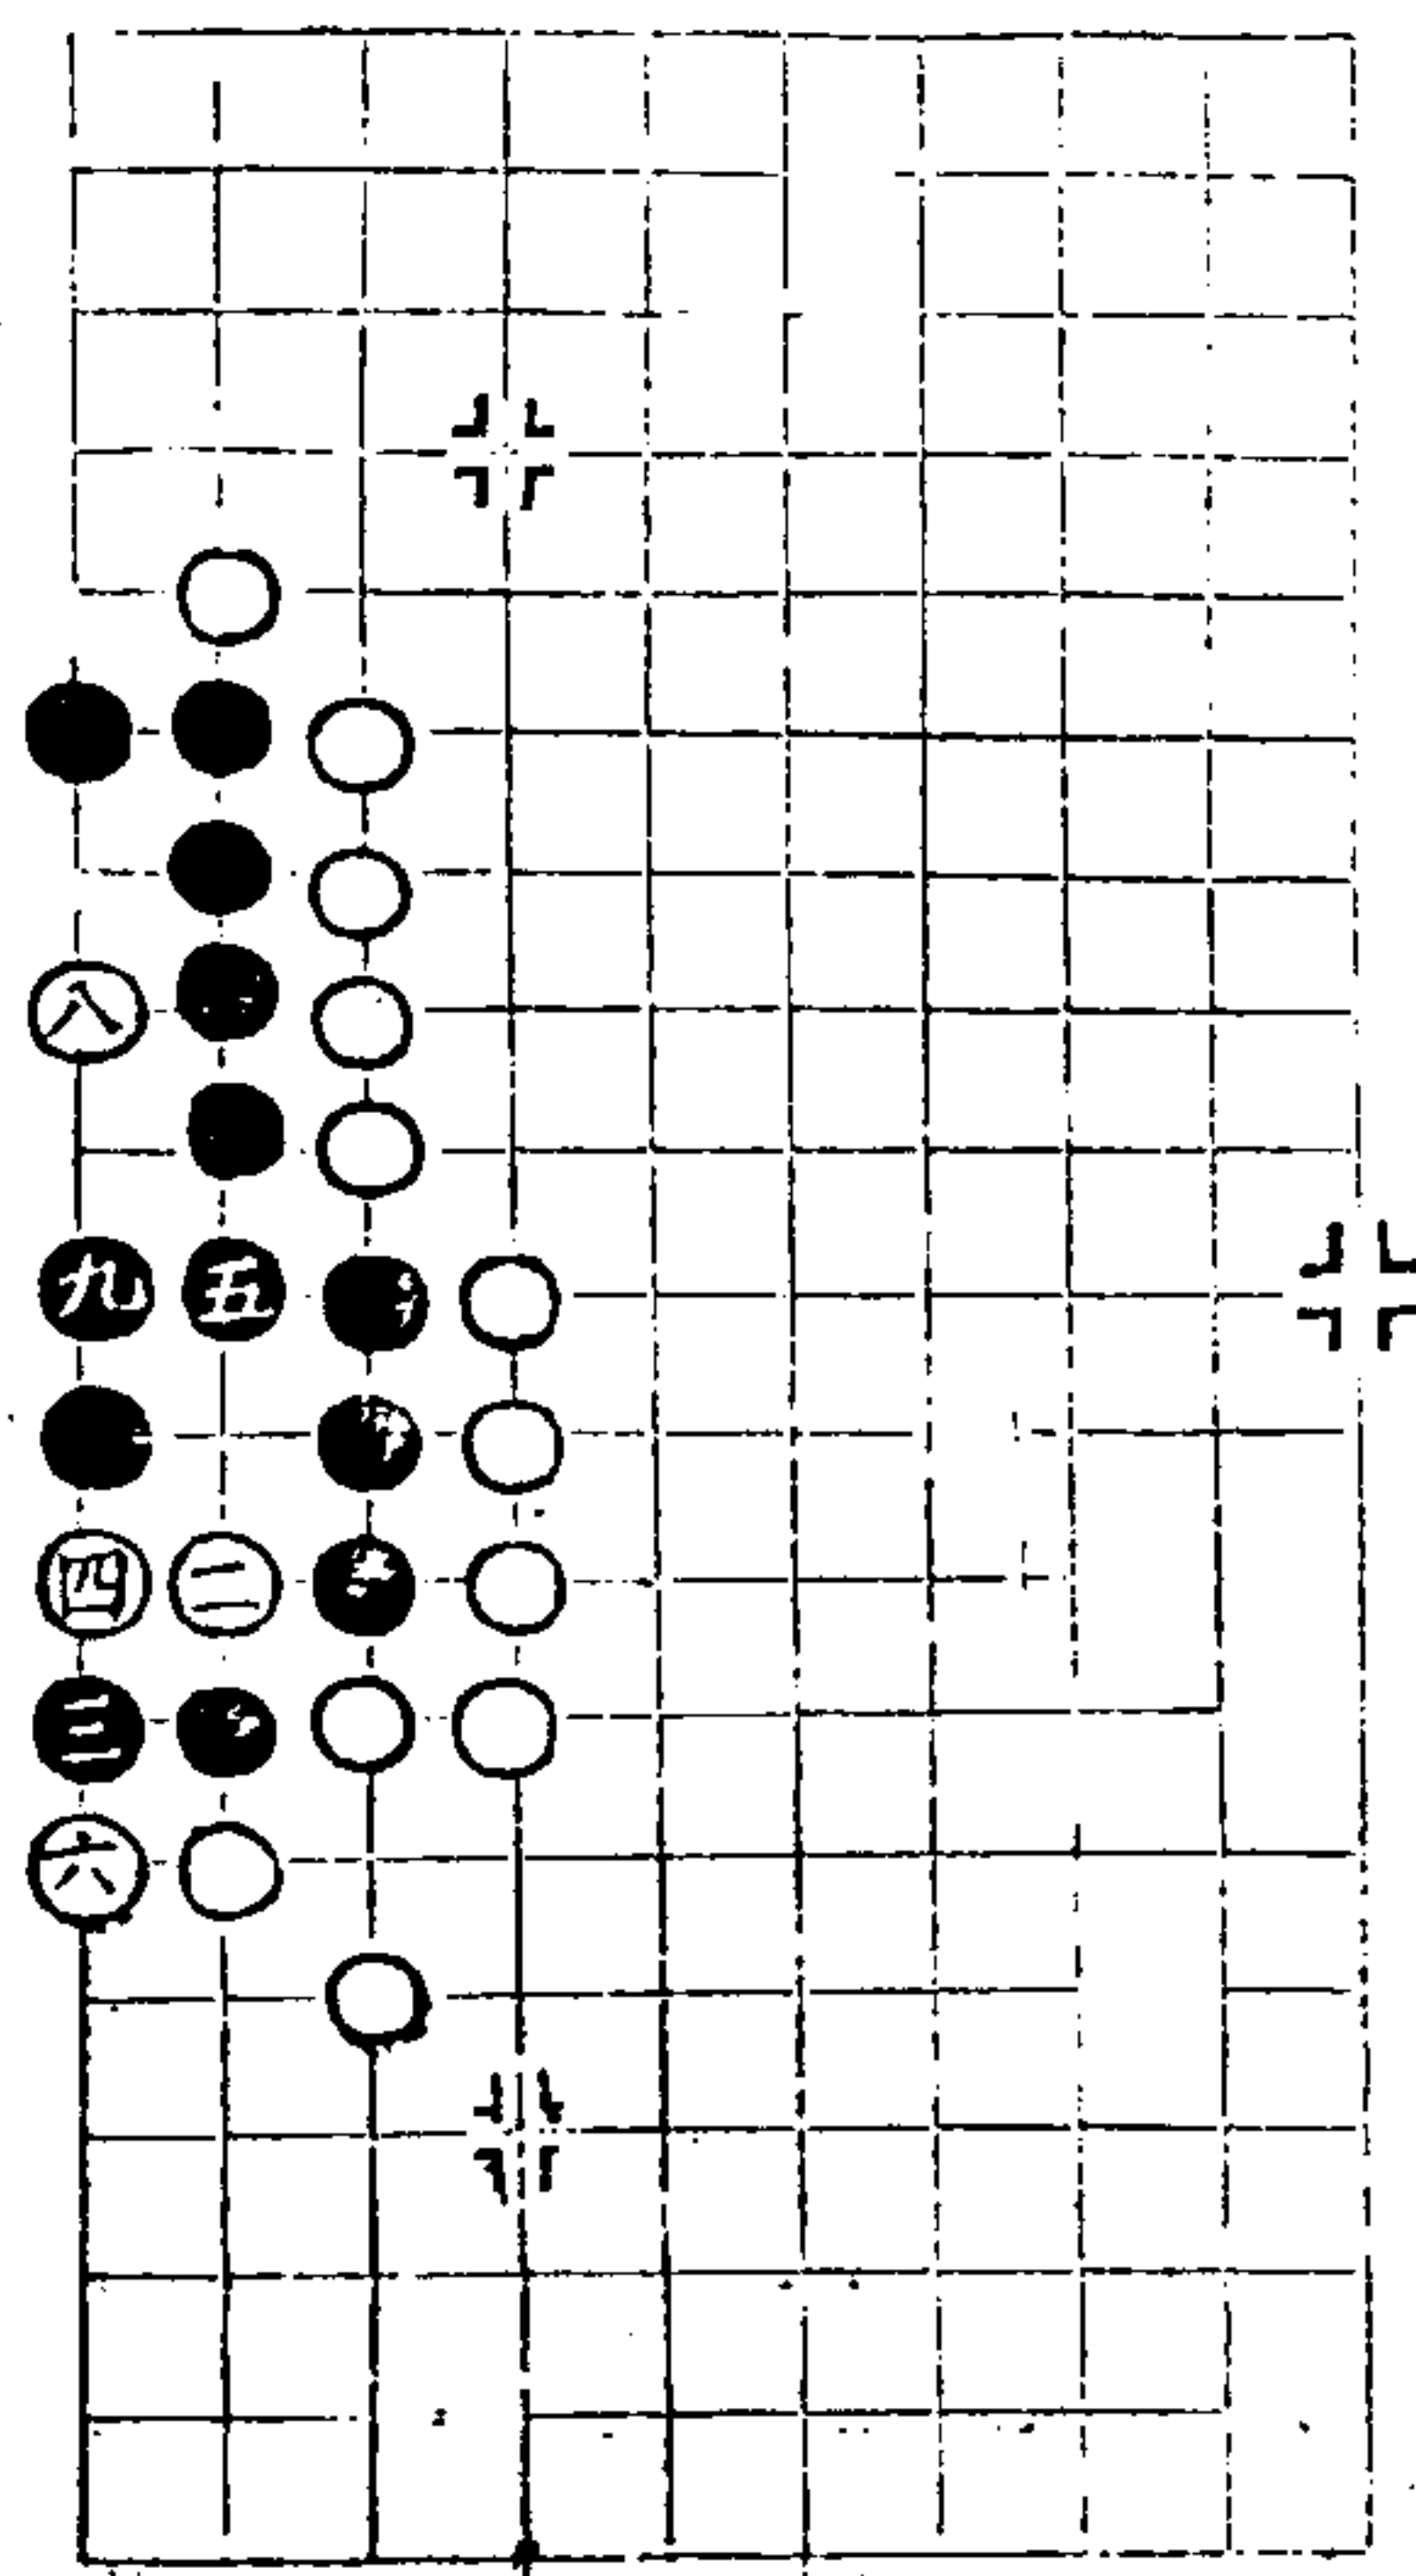 八
九 五
四 二
三
六